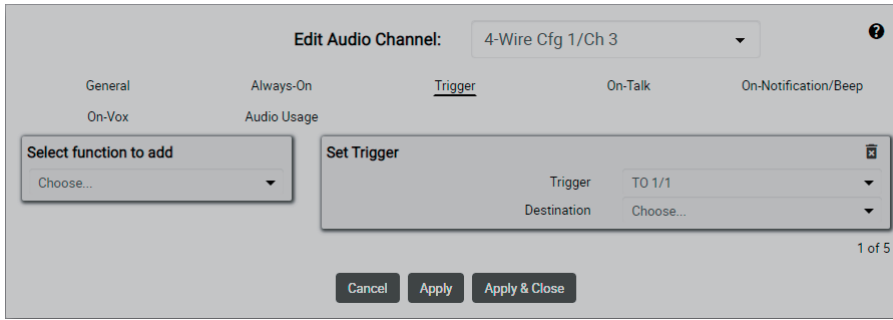 Edit Audio Channel: 4-Wire Cfg 1/Ch 3 ?
General Always-On Trigger On-Talk On-Notification/Beep
On-Vox Audio Usage
Select function to add
Choose...
Set Trigger
Trigger TO 1/1
Destination Choose...
1 of 5
Cancel Apply Apply & Close